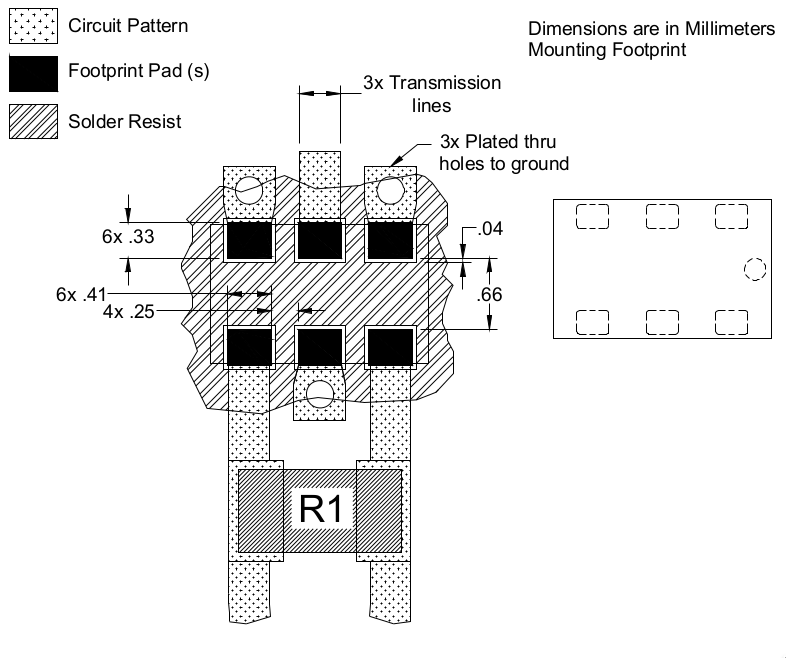 Circuit Pattern
Footprint Pad (s)
Solder Resist
Dimensions are in Millimeters
Mounting Footprint
3x Transmission
lines
3x Plated thru
holes to ground
6x .33
.04
6x .41
4x .25
.66
R1